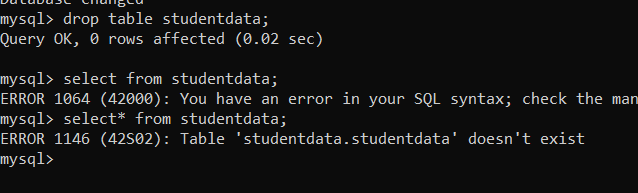 Database changed
mysql> drop table studentdata;
Query OK, 0 rows affected (0.02 sec)
mysql> select from studentdata;
ERROR 1064 (42000): You have an error in your SQL syntax; check the man
mysql> select* from studentdata;
ERROR 1146 (42S02): Table 'studentdata.studentdata' doesn't exist
mysql>